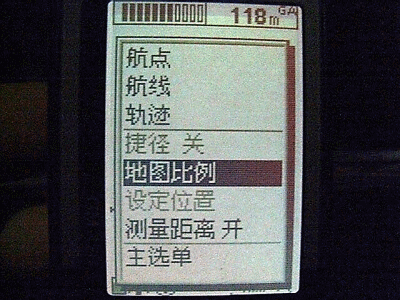 118m
航点
航线
轨迹
捷径 关
地图比例
设定位置
测量距离 开
主选单